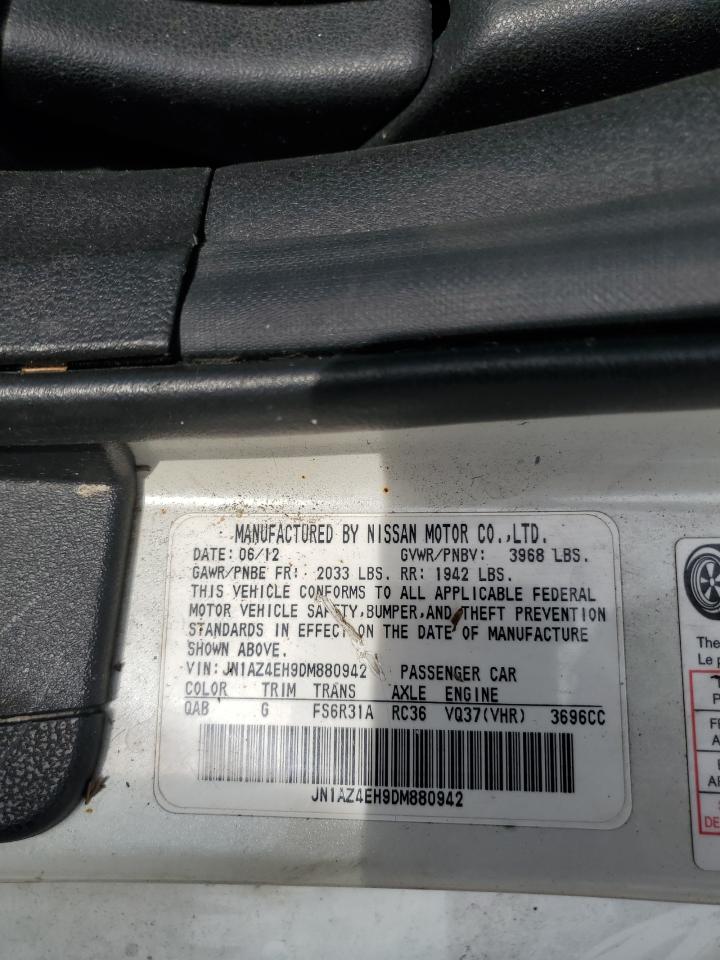 MANUFACTURED BY NISSAN MOTOR CO.,LTD.
DATE: 06/12 GVWR/PNBV: 3968 LBS.
GAWR/PNBE FR: 2033 LBS. RR: 1942 LBS.
THIS VEHICLE CONFORMS TO ALL APPLICABLE FEDERAL
MOTOR VEHICLE SAFETY,BUMPER,AND THEFT PREVENTION
STANDARDS IN EFFECT ON THE DATE OF MANUFACTURE
SHOWN ABOVE.
VIN: JN1AZ4EH9DM880942 PASSENGER CAR
COLOR TRIM TRANS AXLE ENGINE
QAB G FS6R31A RC36 VQ37(VHR) 3696CC
JN1AZ4EH9DM880942
The
Le p